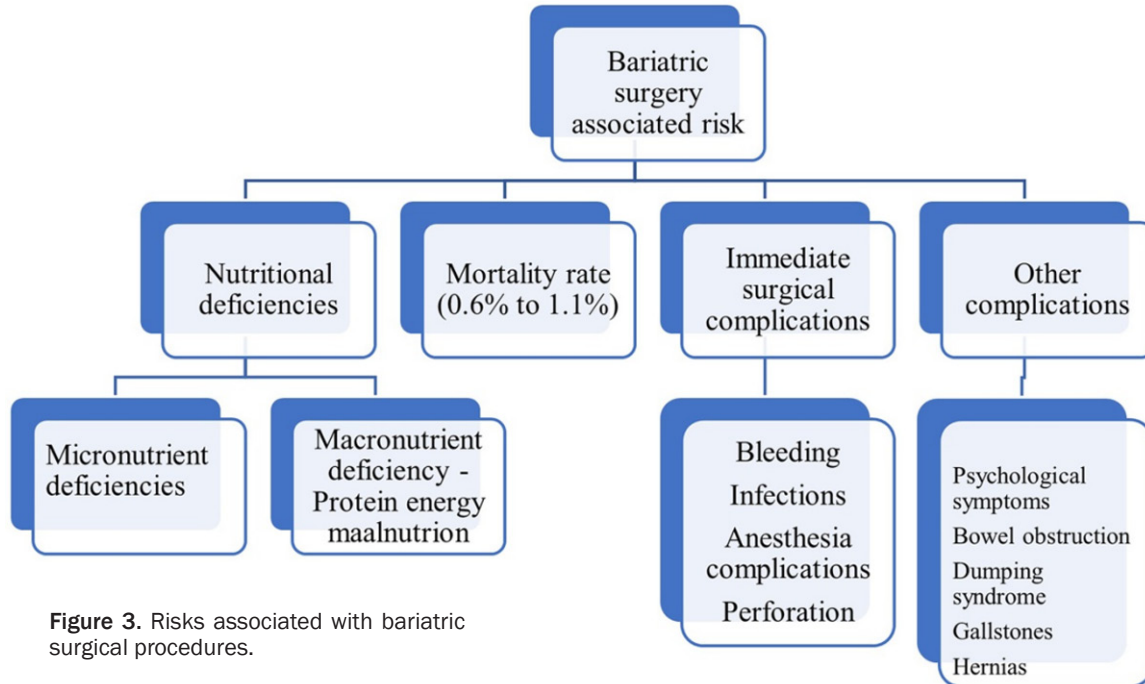 Bariatric
surgery
associated risk
Nutritional
deficiencies
Mortality rate
(0.6% to 1.1%)
Immediate
surgical
complications
Other
complications
Micronutrient
deficiencies
Macronutrient
deficiency -
Protein energy
maalnutrion
Bleeding
Infections
Anesthesia
complications
Perforation
Psychological
symptoms
Bowel obstruction
Dumping
syndrome
Gallstones
Hernias
Figure 3. Risks associated with bariatric
surgical procedures.